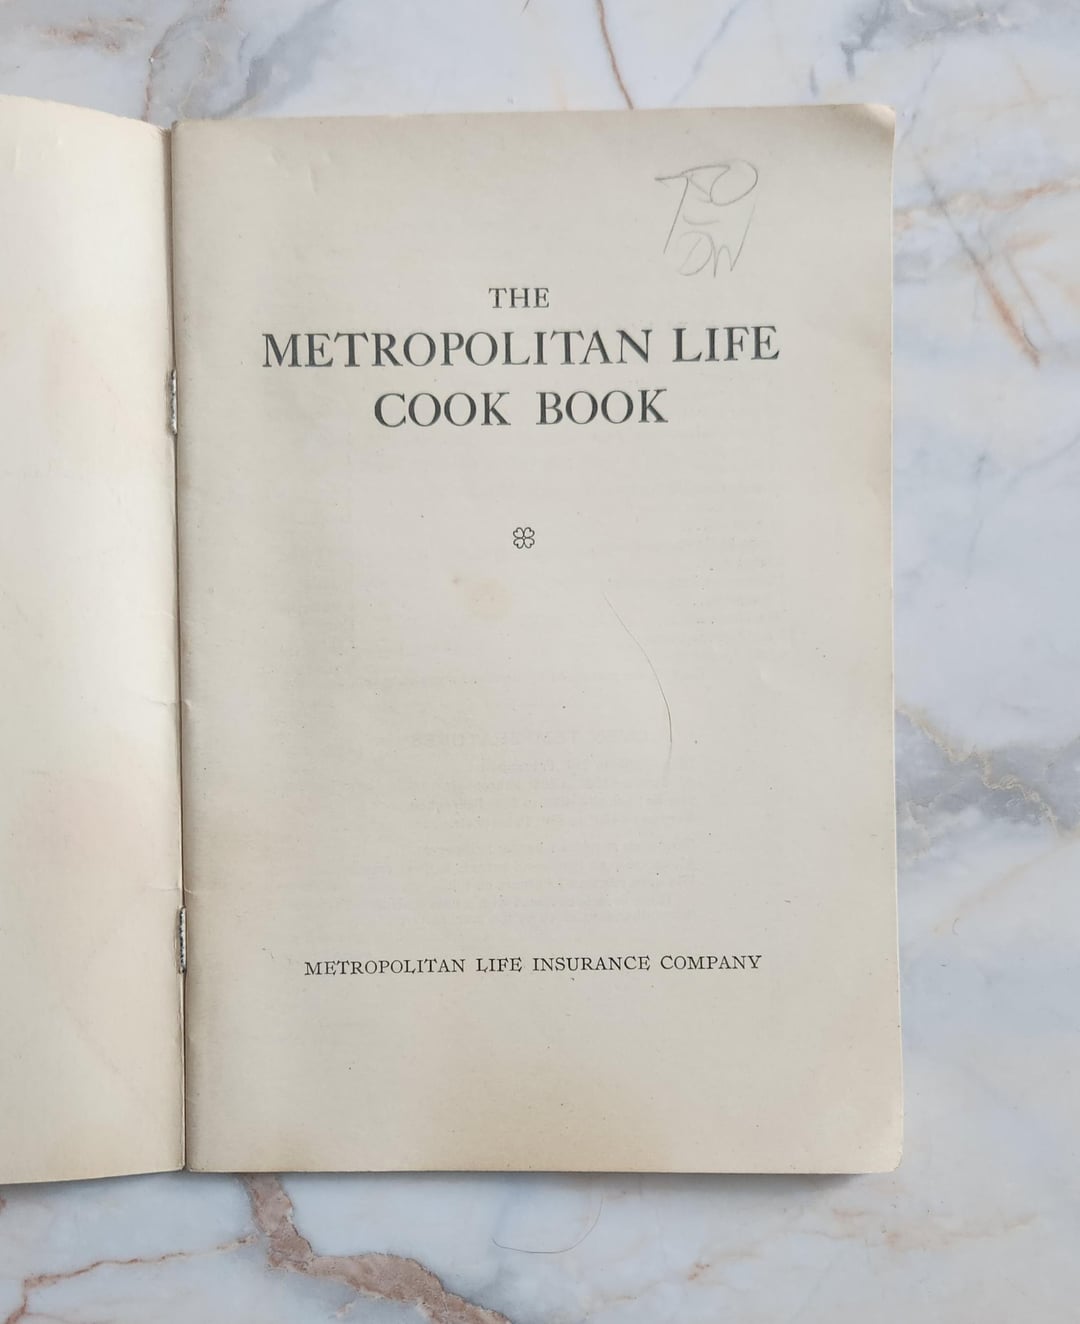 THE
METROPOLITAN LIFE
COOK BOOK
METROPOLITAN LIFE INSURANCE COMPANY